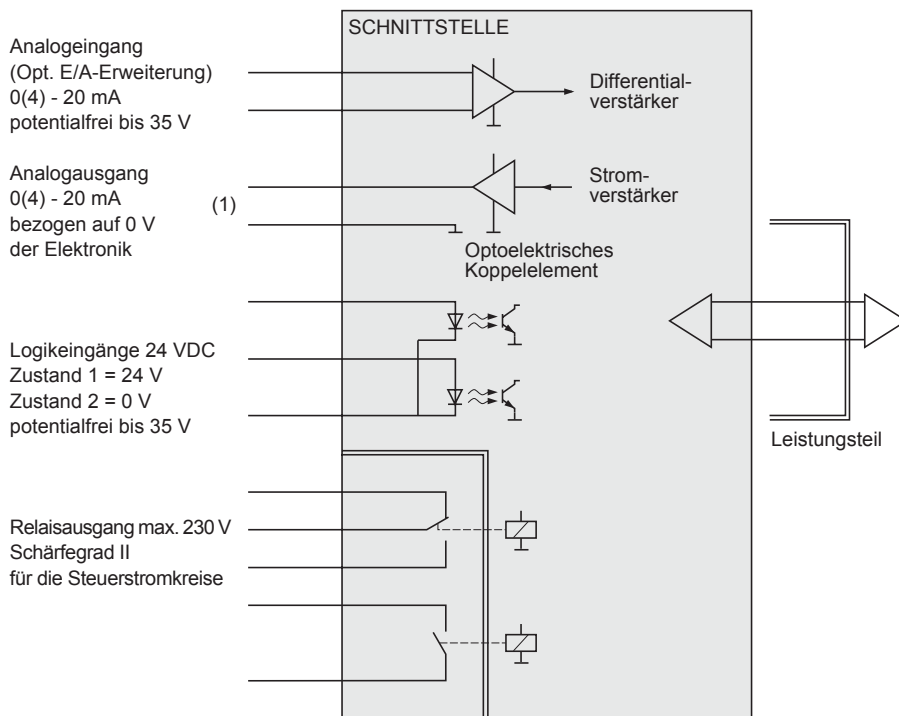 SCHNITTSTELLE
Analogeingang
(Opt. E/A-Erweiterung)
0(4) - 20 mA
potentialfrei bis 35 V
Differential-
verstärker
Analogausgang
0(4) - 20 mA
bezogen auf 0 V
der Elektronik
(1)
Strom-
verstärker
Optoelektrisches
Koppelelement
Logikeingänge 24 VDC
Zustand 1 = 24 V
Zustand 2 = 0 V
potentialfrei bis 35 V
Leistungsteil
Relaisausgang max. 230 V
Schärfegrad II
für die Steuerstromkreise